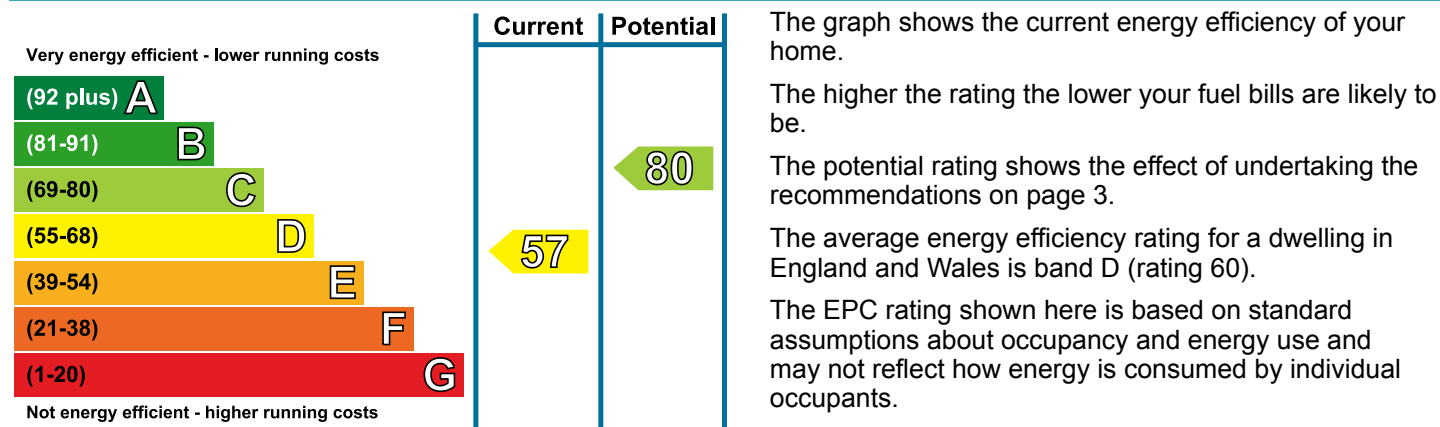 Current Potential
Very energy efficient - lower running costs
(92 plus) A
(81-91) B
(69-80) C
(55-68) D
(39-54) E
(21-38) F
(1-20) G
Not energy efficient - higher running costs
57
80
The graph shows the current energy efficiency of your
home.
The higher the rating the lower your fuel bills are likely to
be.
The potential rating shows the effect of undertaking the
recommendations on page 3.
The average energy efficiency rating for a dwelling in
England and Wales is band D (rating 60).
The EPC rating shown here is based on standard
assumptions about occupancy and energy use and
may not reflect how energy is consumed by individual
occupants.